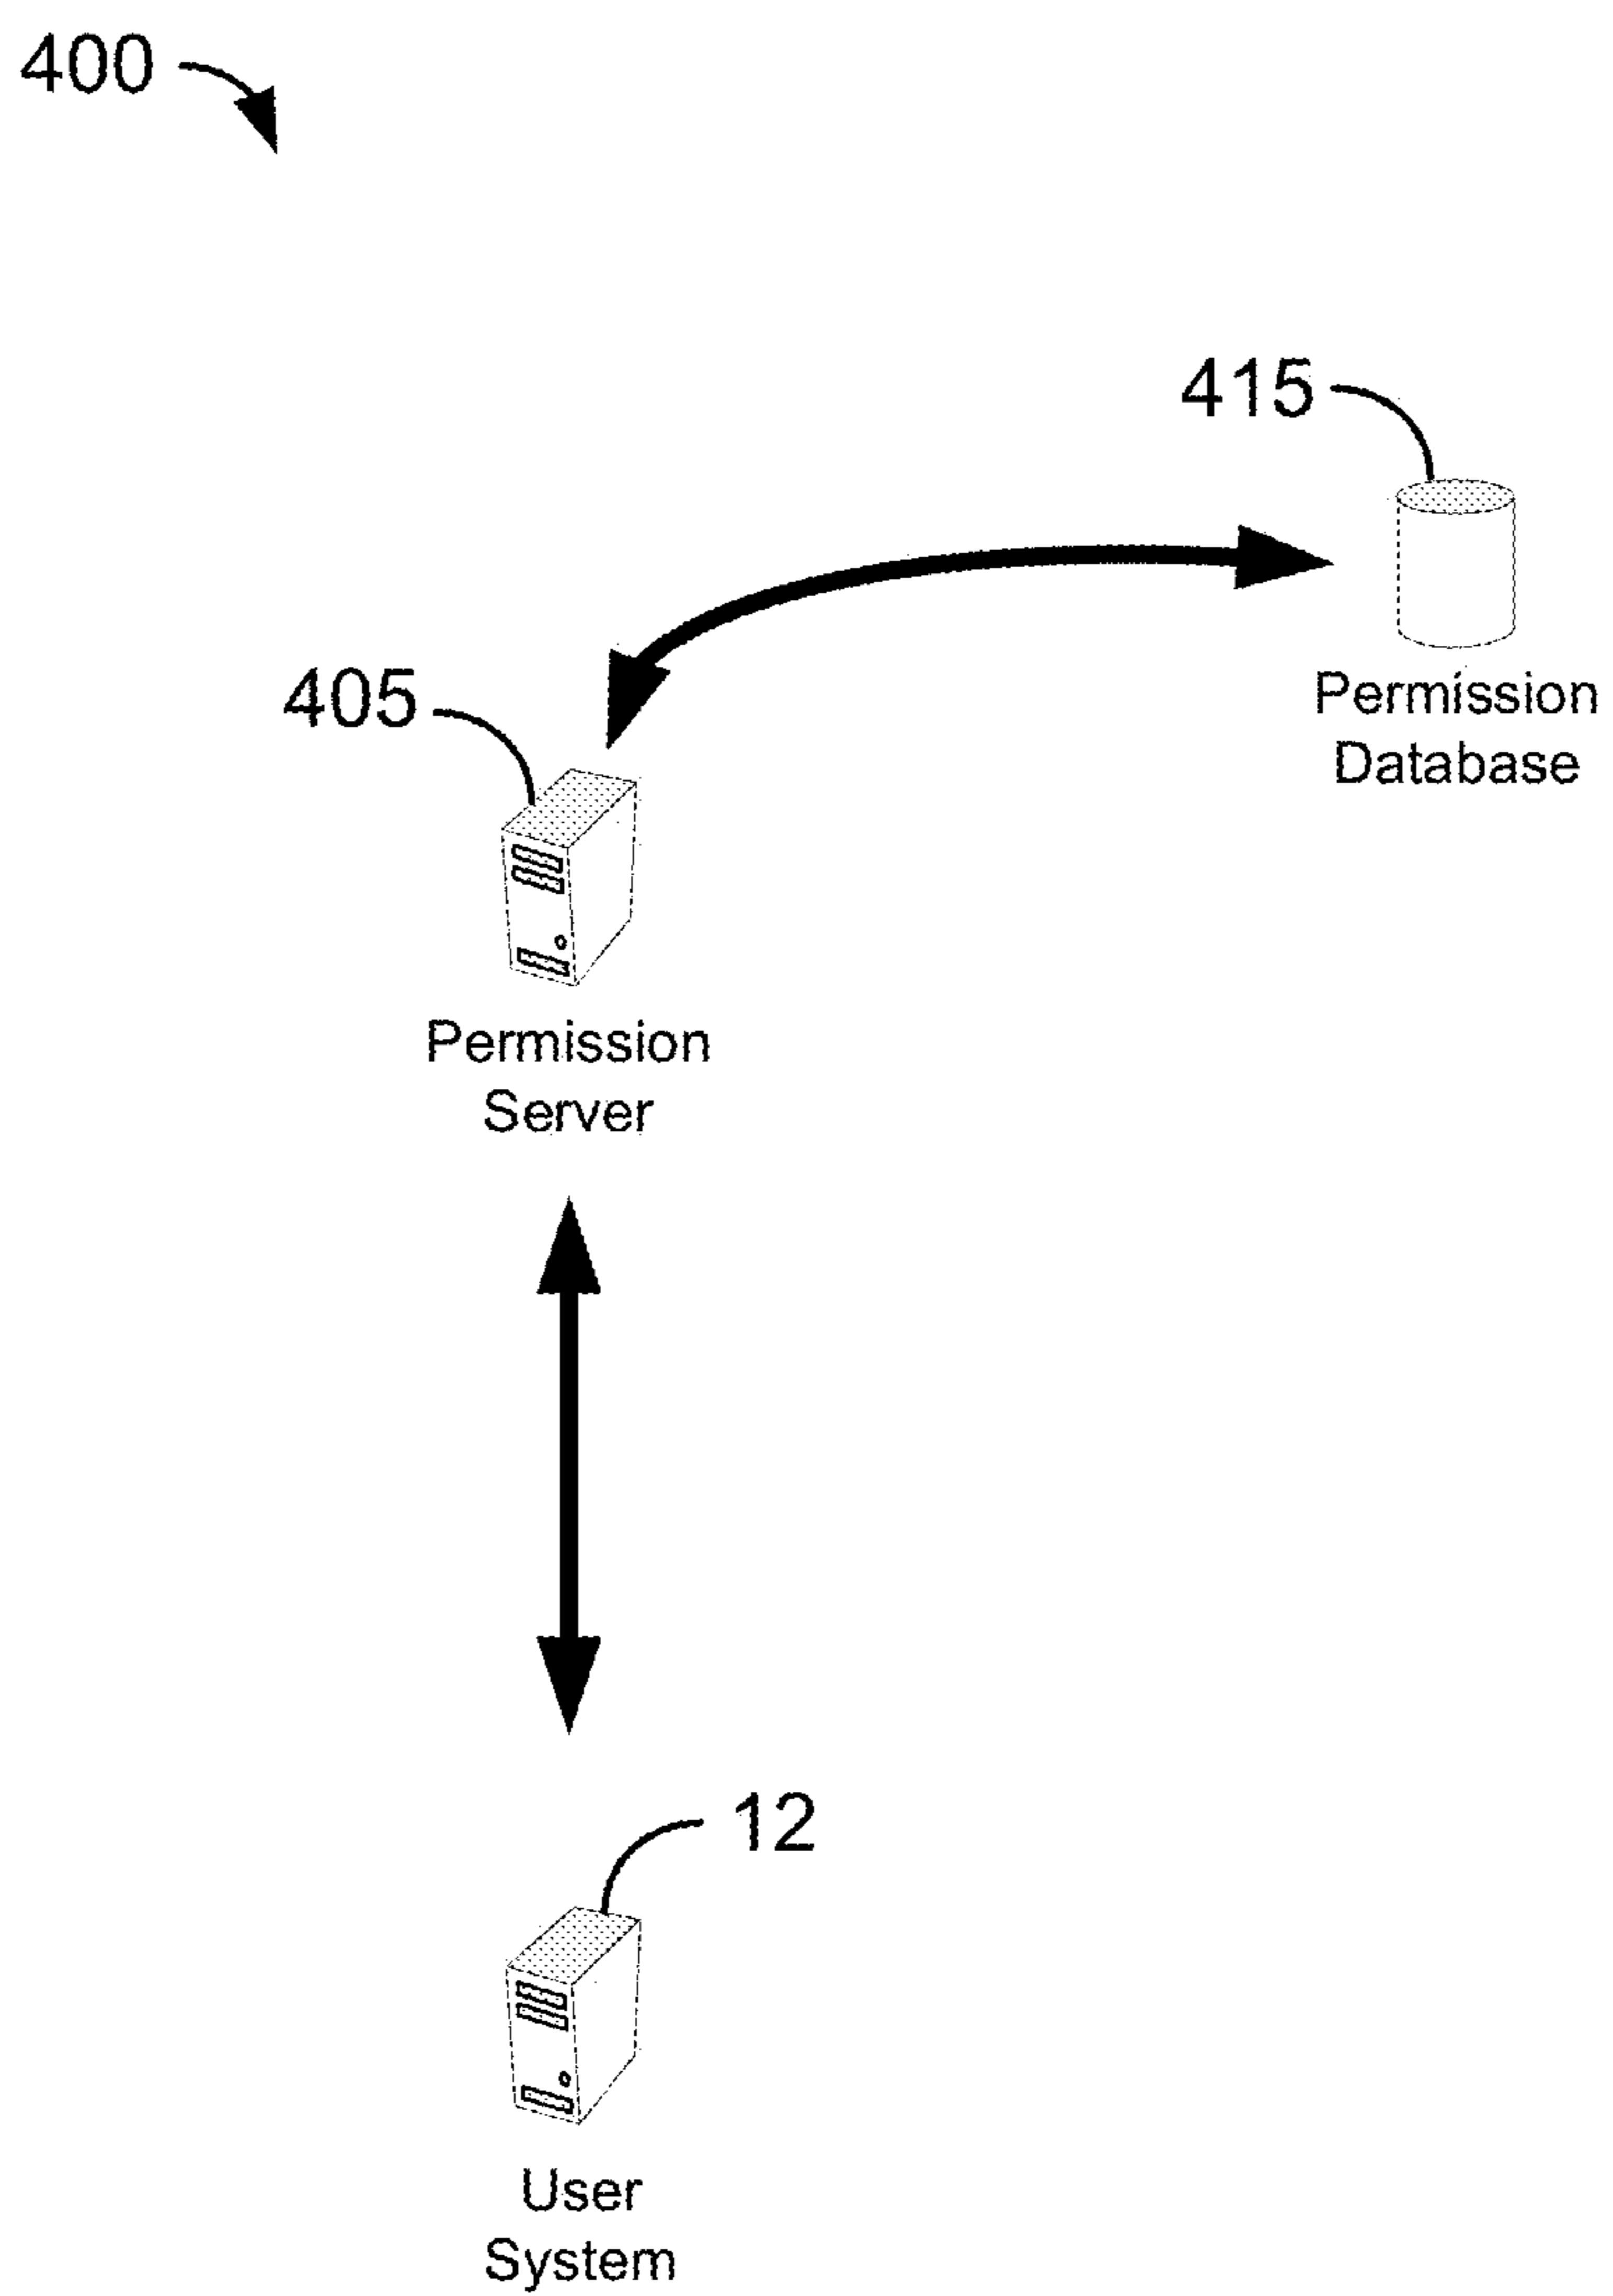 400
415
Permission
Database
405
Permission
Server
12
User
System